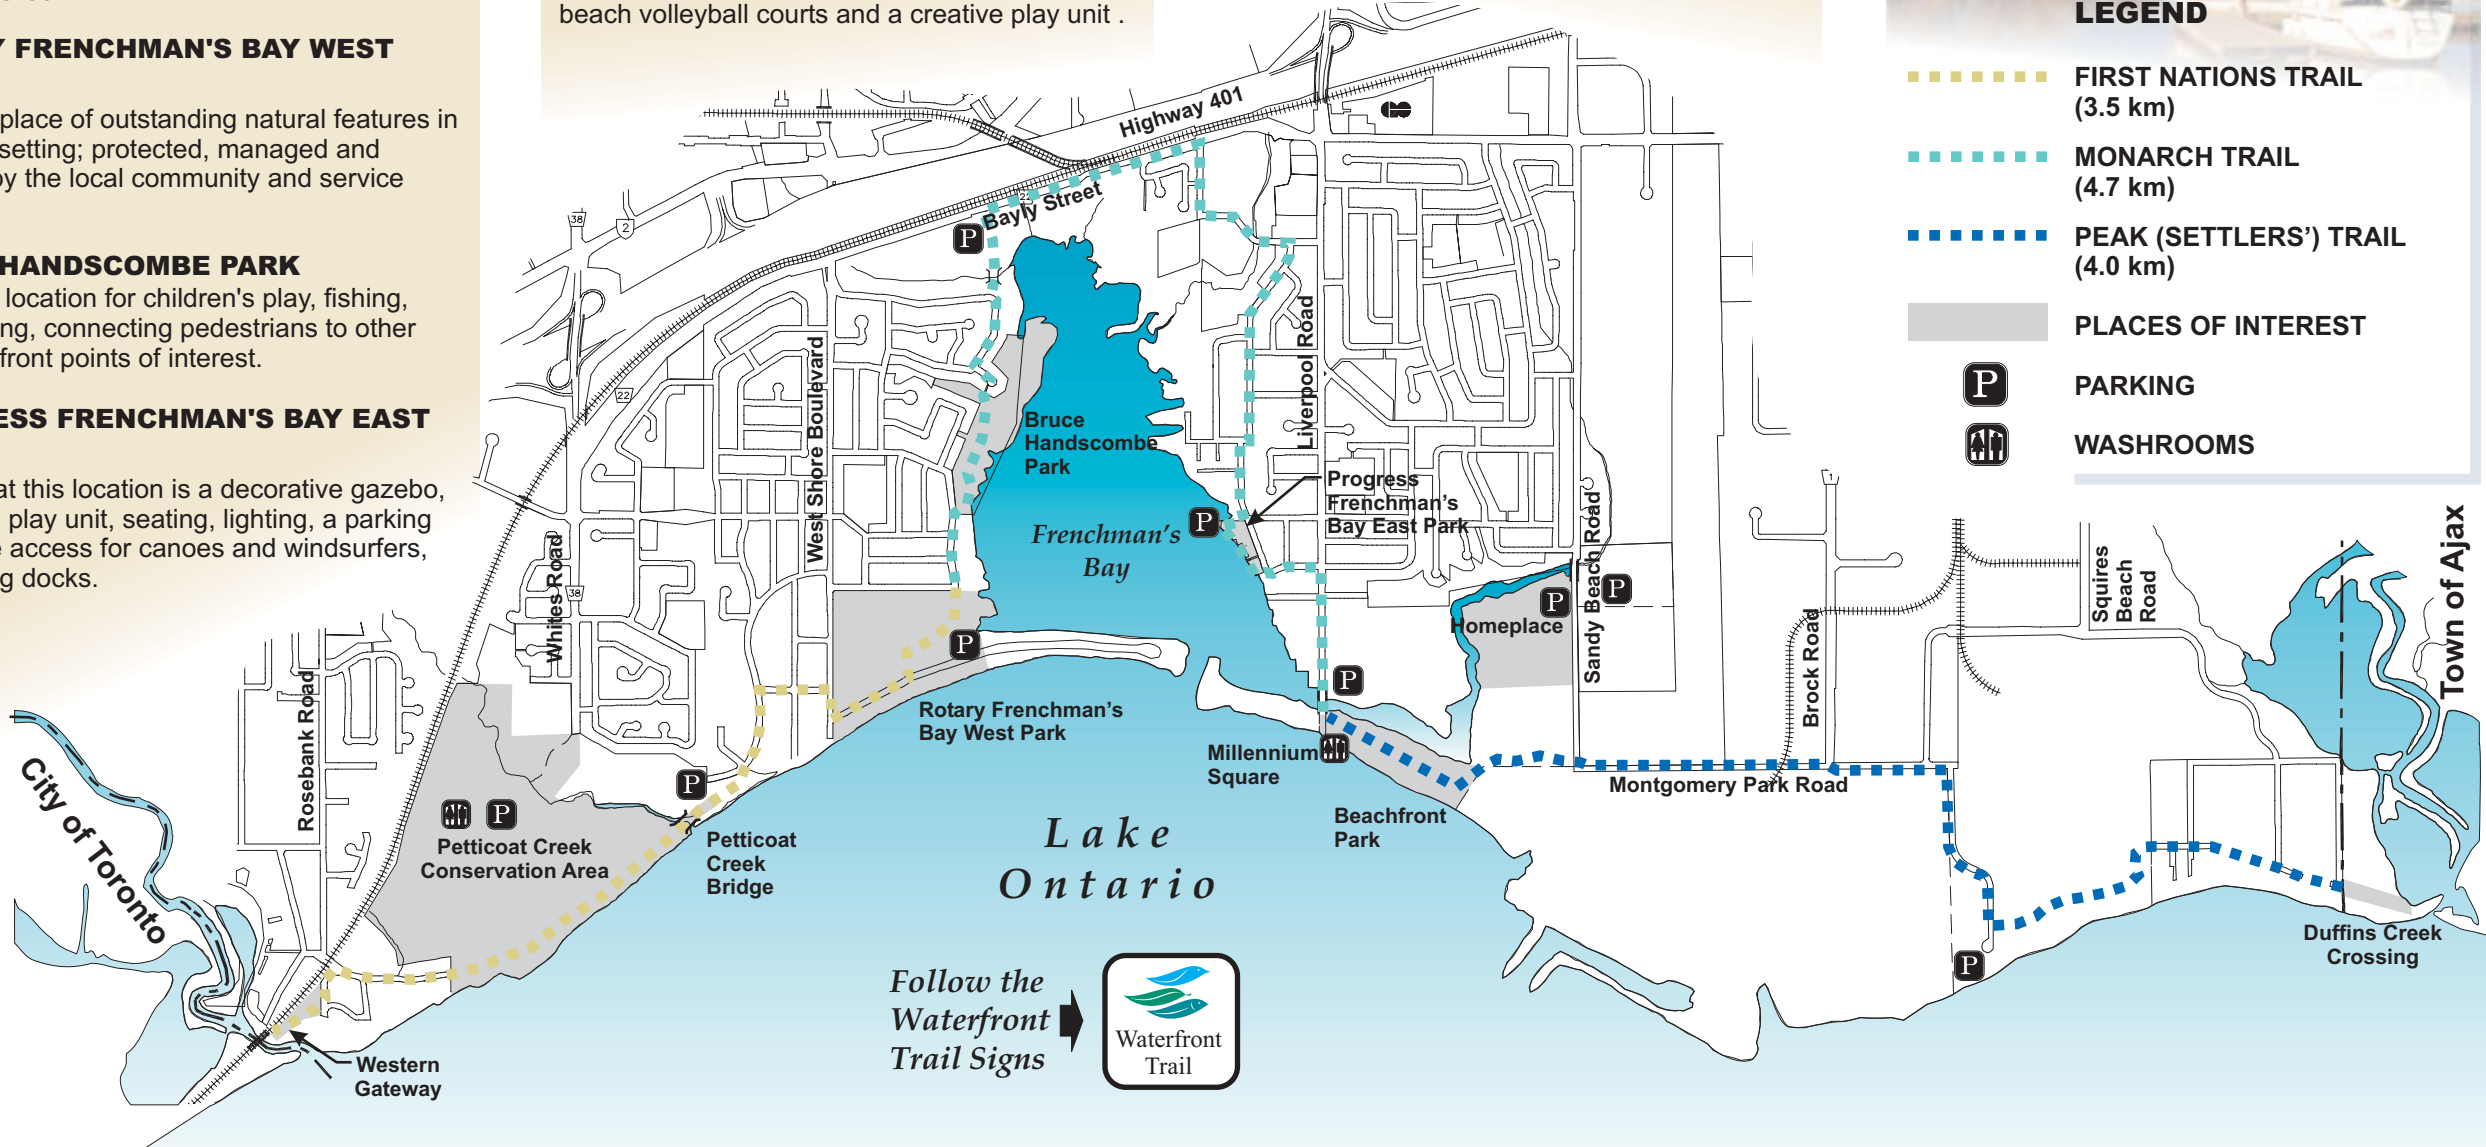 beach volleyball courts and a creative play unit .
FRENCHMAN'S BAY WEST
place of outstanding natural features in
setting; protected, managed and
by the local community and service
HANDSCOMBE PARK
location for children's play, fishing,
ng, connecting pedestrians to other
front points of interest.
ESS FRENCHMAN'S BAY EAST
at this location is a decorative gazebo,
play unit, seating, lighting, a parking
access for canoes and windsurfers,
g docks.
LEGEND
FIRST NATIONS TRAIL
(3.5 km)
MONARCH TRAIL
(4.7 km)
PEAK (SETTLERS') TRAIL
(4.0 km)
PLACES OF INTEREST
P
PARKING
WASHROOMS
Highway 401
GO
Bayly Street
P
38
2
22
22
38
1
West Shore Boulevard
Whites Road
Rosebank Road
Liverpool Road
Sandy Beach Road
Brock Road
Squires
Beach
Road
Town of Ajax
City of Toronto
Bruce
Handscombe
Park
Progress
Frenchman's
Bay East Park
P
Frenchman's
Bay
Homeplace
P
P
P
Rotary Frenchman's
Bay West Park
P
Millennium
Square
Beachfront
Park
Montgomery Park Road
P
Petticoat Creek
Conservation Area
P
Petticoat
Creek
Bridge
Lake
Ontario
Duffins Creek
Crossing
P
Western
Gateway
Follow the
Waterfront
Trail Signs
Waterfront
Trail